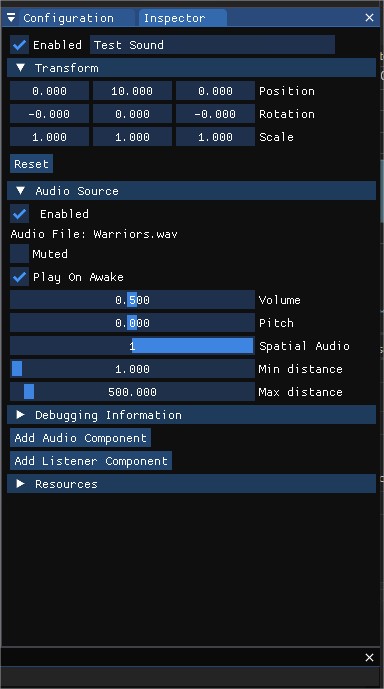 Configuration Inspector
Enabled Test Sound
Transform
0.000 10.000 0.000 Position
-0.000 0.000 -0.000 Rotation
1.000 1.000 1.000 Scale
Reset
Audio Source
Enabled
Audio File: Warriors.wav
Muted
Play On Awake
0.500 Volume
0.000 Pitch
1 Spatial Audio
1.000 Min distance
500.000 Max distance
Debugging Information
Add Audio Component
Add Listener Component
Resources